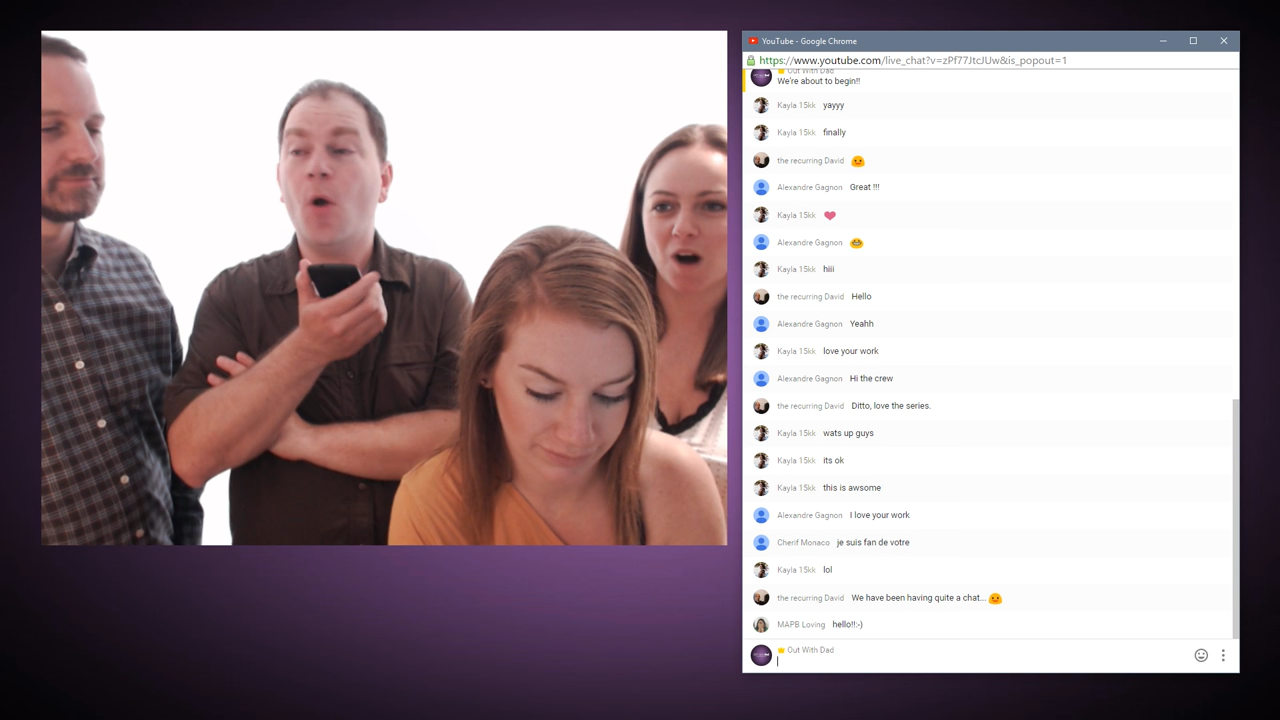 YouTube - Google Chrome
https://www.youtube.com/live_chat?v=zPf77JtcJUw&is_popout=1
Out With Dad
We're about to begin!!
Kayla 15kk yayyy
Kayla 15kk finally
the recurring David
Alexandre Gagnon Great !!!
Kayla 15kk
Alexandre Gagnon
Kayla 15kk hiii
the recurring David Hello
Alexandre Gagnon Yeahh
Kayla 15kk love your work
Alexandre Gagnon Hi the crew
the recurring David Ditto, love the series.
Kayla 15kk wats up guys
Kayla 15kk its ok
Kayla 15kk this is awsome
Alexandre Gagnon I love your work
Cherif Monaco je suis fan de votre
Kayla 15kk lol
the recurring David We have been having quite a chat...
MAPB Loving hello!!:-)
Out With Dad